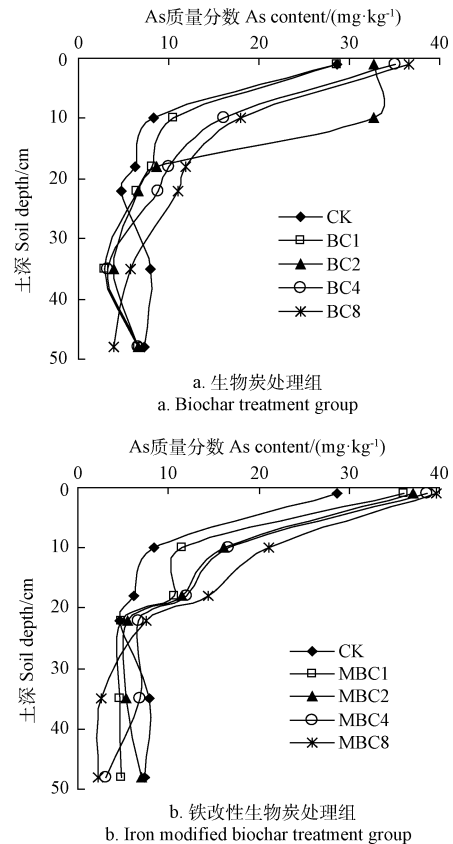 As质量分数 As content/(mg·kg⁻¹)
0 10 20 30 40
0
10
20
30
40
50
土深 Soil depth/cm
CK
BC1
BC2
BC4
BC8
a. 生物炭处理组
a. Biochar treatment group
As质量分数 As content/(mg·kg⁻¹)
0 10 20 30 40
0
10
20
30
40
50
土深 Soil depth/cm
CK
MBC1
MBC2
MBC4
MBC8
b. 铁改性生物炭处理组
b. Iron modified biochar treatment group